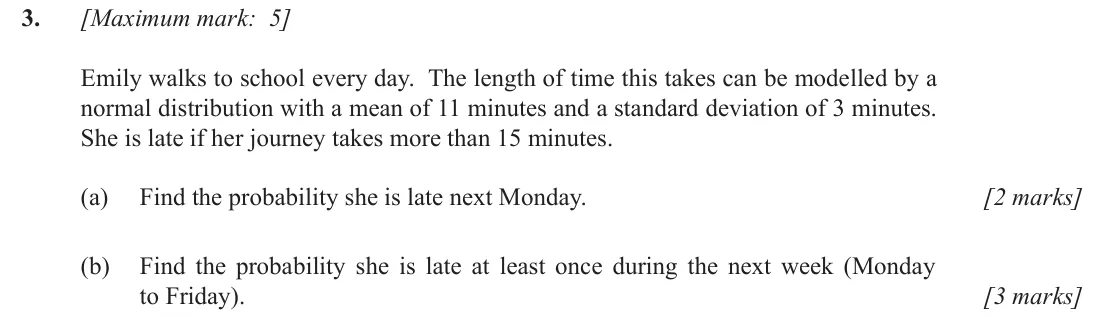 3. [Maximum mark: 5]
Emily walks to school every day. The length of time this takes can be modelled by a
normal distribution with a mean of 11 minutes and a standard deviation of 3 minutes.
She is late if her journey takes more than 15 minutes.
(a) Find the probability she is late next Monday. [2 marks]
(b) Find the probability she is late at least once during the next week (Monday
to Friday). [3 marks]